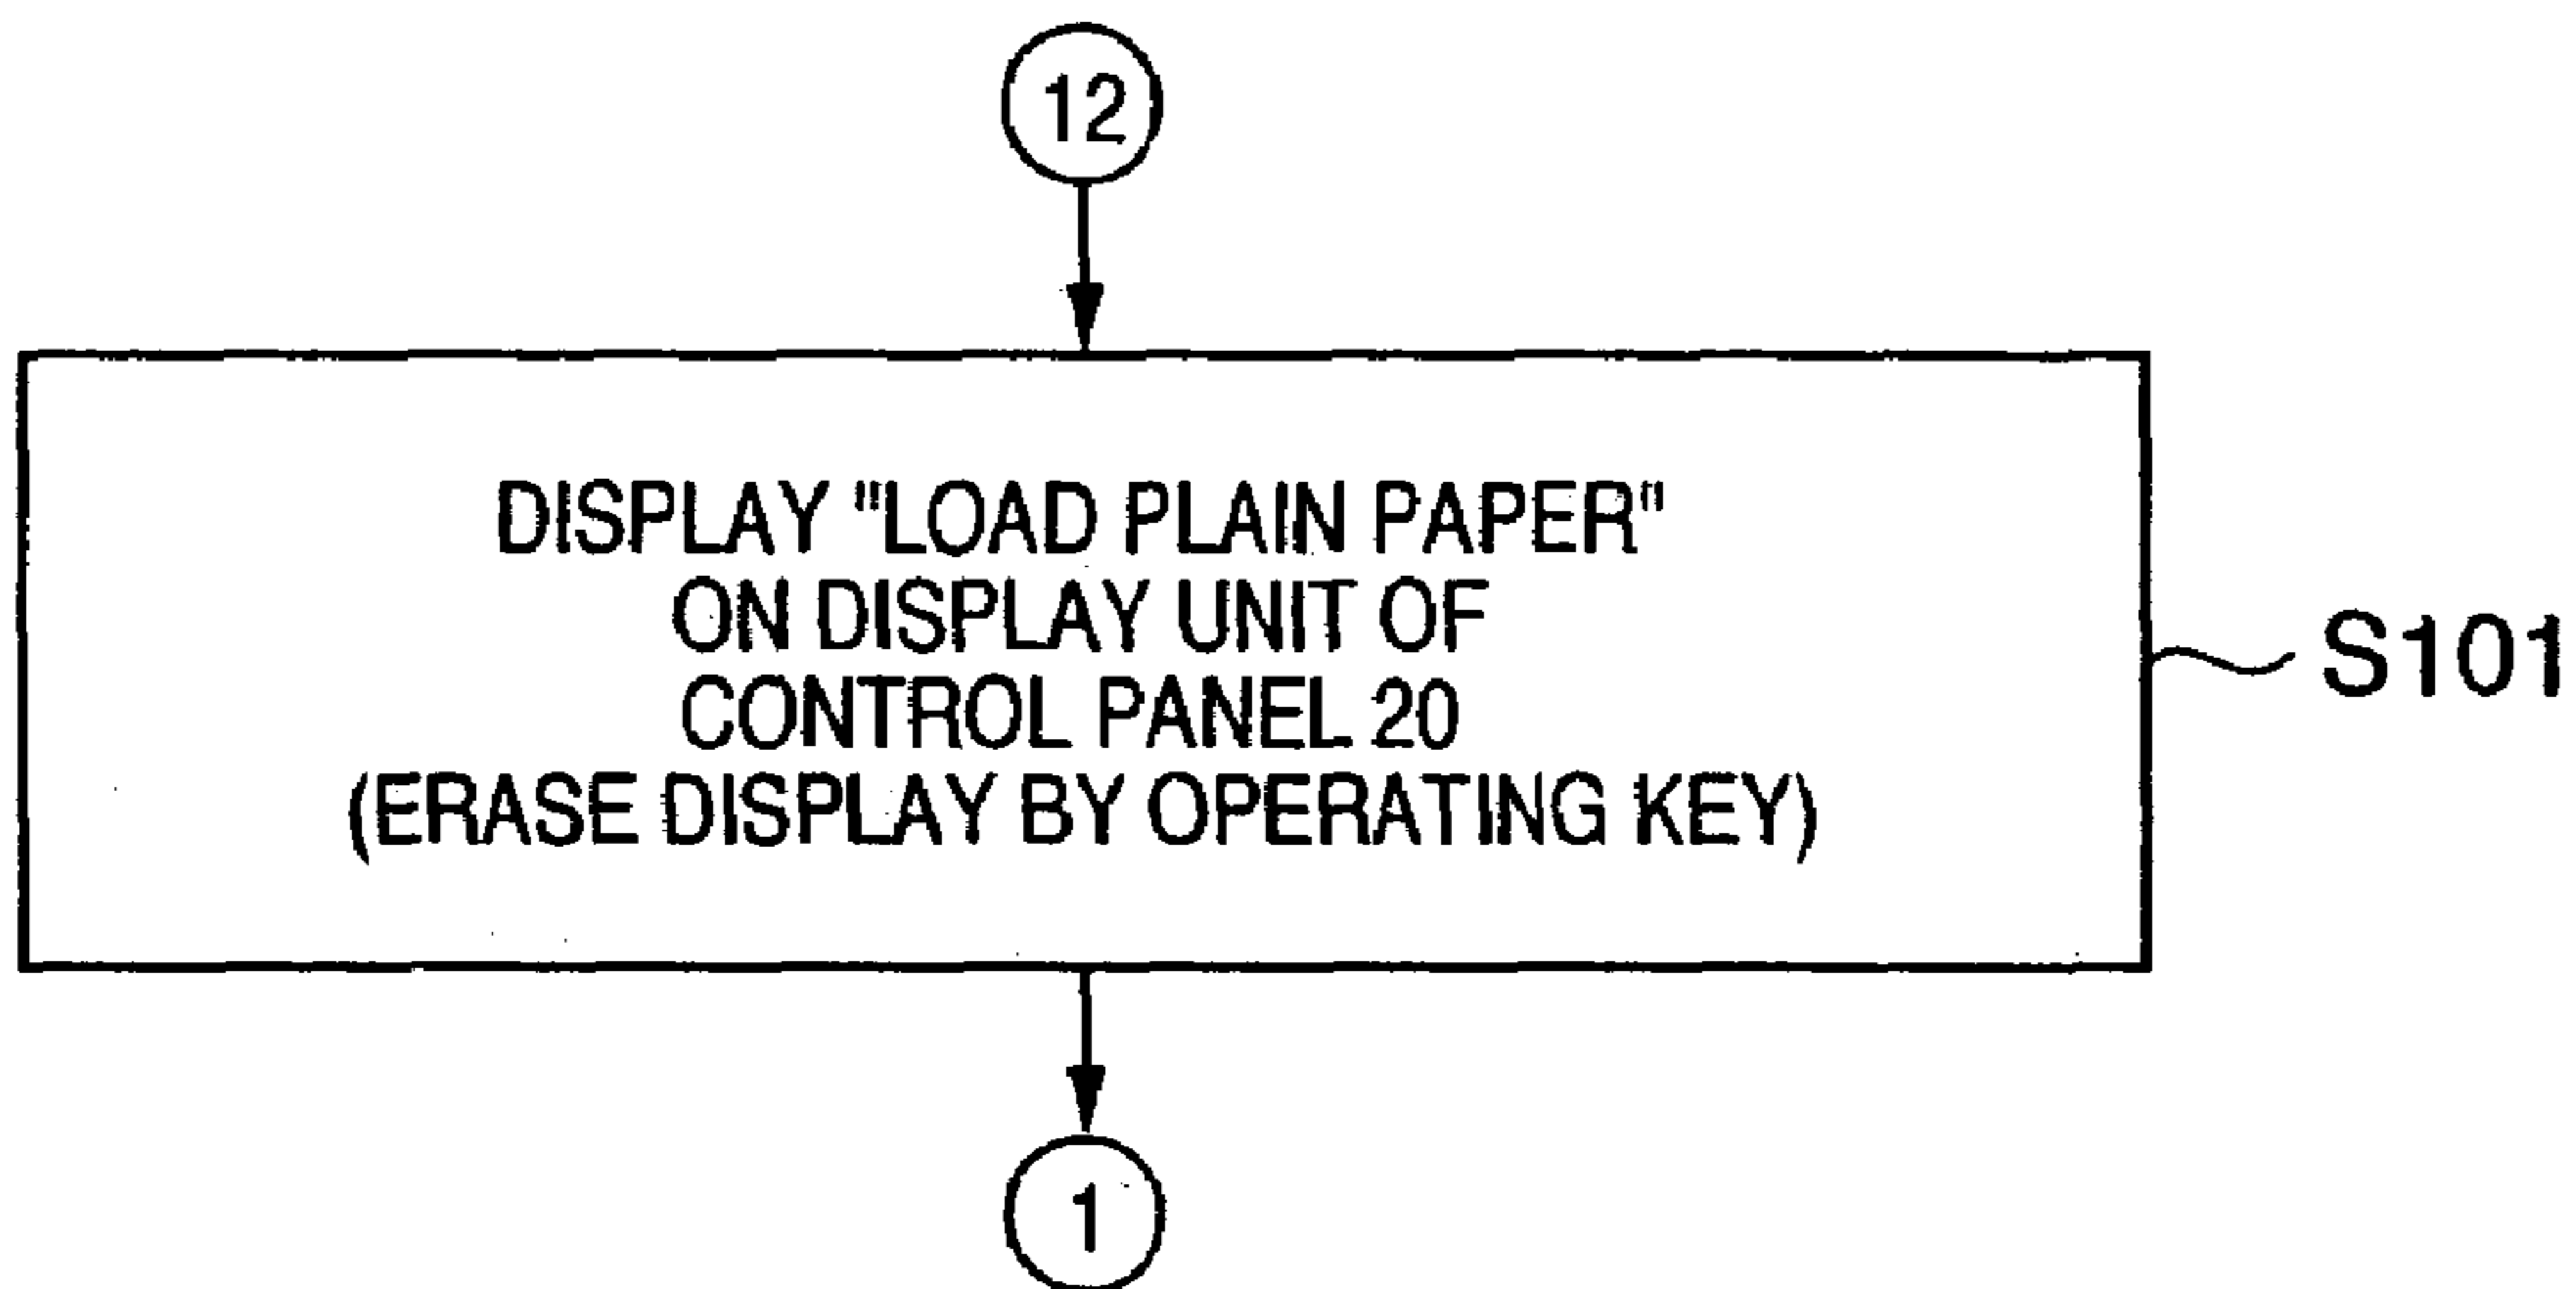 12
DISPLAY "LOAD PLAIN PAPER"
ON DISPLAY UNIT OF
CONTROL PANEL 20
(ERASE DISPLAY BY OPERATING KEY)
S101
1